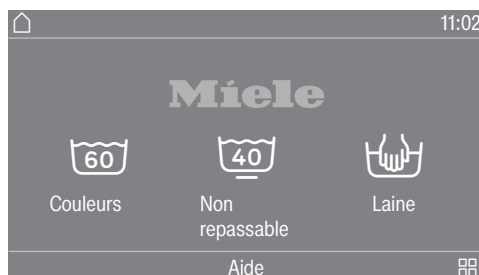 11:02
Miele
60
40
Couleurs
Non
repassable
Laine
Aide